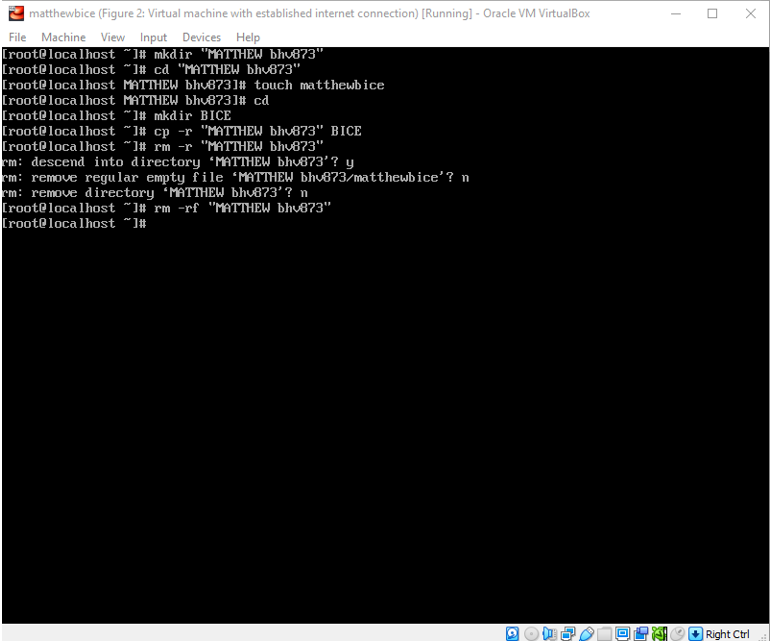 matthewbice (Figure 2: Virtual machine with established internet connection) [Running] - Oracle VM VirtualBox
File Machine View Input Devices Help
[root@localhost ~]# mkdir "MATTHEW bhv873"
[root@localhost ~]# cd "MATTHEW bhv873"
[root@localhost MATTHEW bhv873]# touch matthewbice
[root@localhost MATTHEW bhv873]# cd
[root@localhost ~]# mkdir BICE
[root@localhost ~]# cp -r "MATTHEW bhv873" BICE
[root@localhost ~]# rm -r "MATTHEW bhv873"
rm: descend into directory ‘MATTHEW bhv873’? y
rm: remove regular empty file ‘MATTHEW bhv873/matthewbice’? n
rm: remove directory ‘MATTHEW bhv873’? n
[root@localhost ~]# rm -rf "MATTHEW bhv873"
[root@localhost ~]#
Right Ctrl